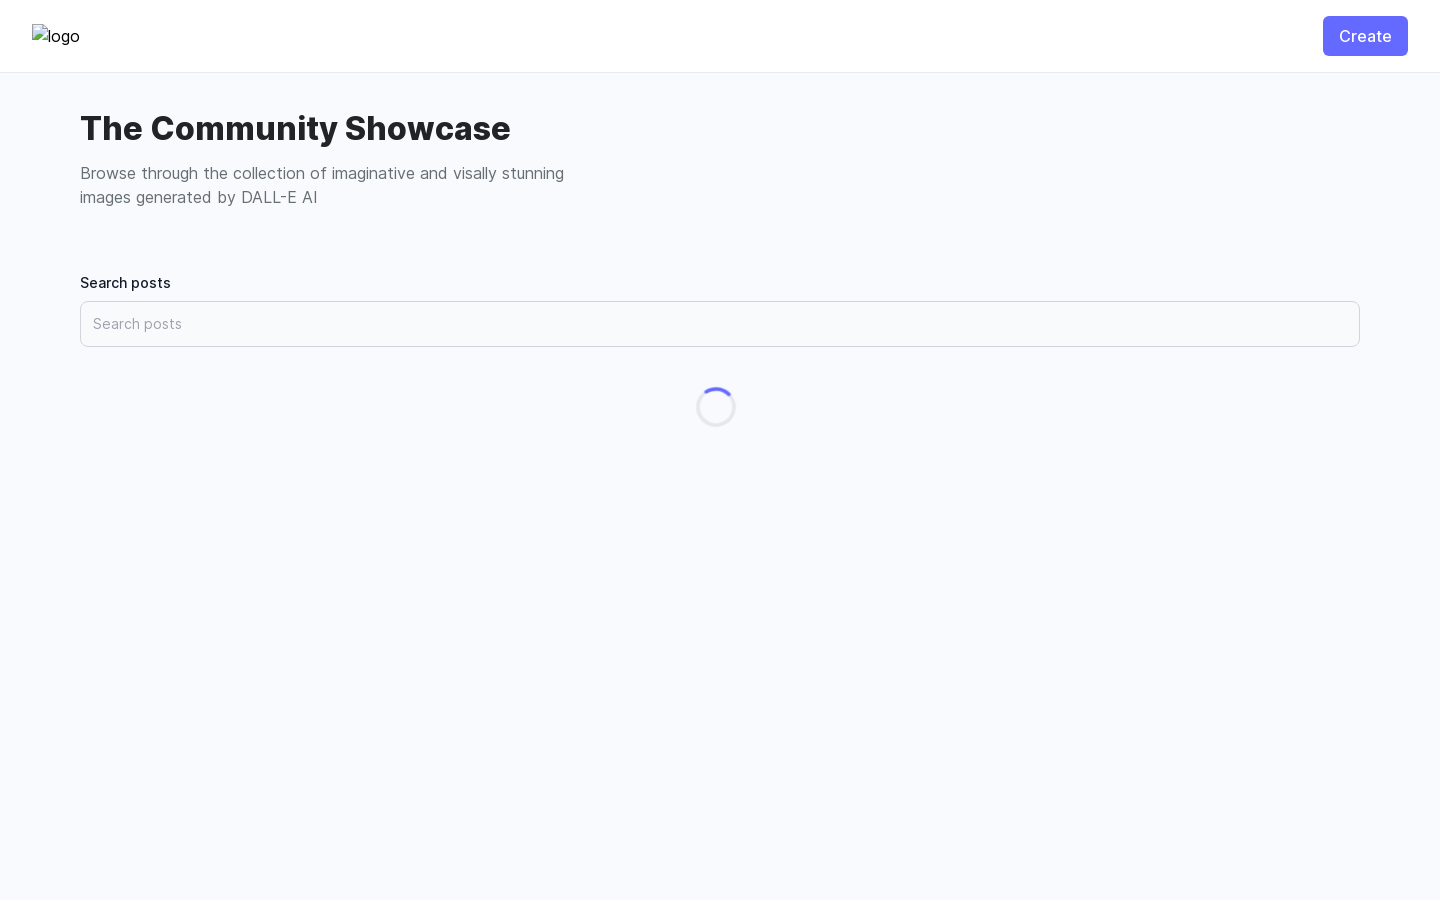 logo
Create
The Community Showcase
Browse through the collection of imaginative and visally stunning
images generated by DALL-E AI
Search posts
Search posts